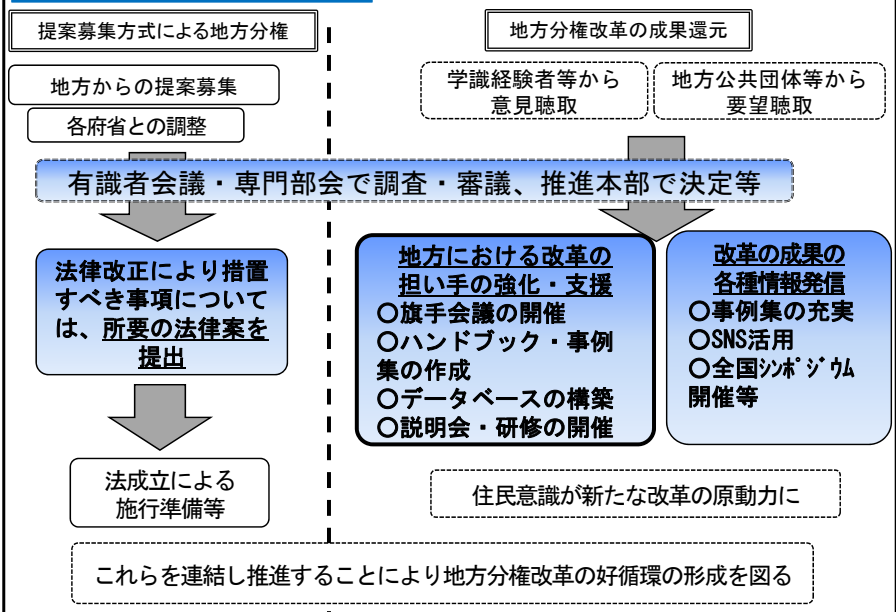 提案募集方式による地方分権
地方からの提案募集
各府省との調整
地方分権改革の成果還元
学識経験者等から
意見聴取
地方公共団体等から
要望聴取
有識者会議・専門部会で調査・審議、推進本部で決定等
法律改正により措置
すべき事項について
は、所要の法律案を
提出
法成立による
施行準備等
地方における改革の
担い手の強化・支援
〇旗手会議の開催
〇ハンドブック・事例
集の作成
〇データベースの構築
〇説明会・研修の開催
改革の成果の
各種情報発信
〇事例集の充実
〇SNS活用
〇全国ｼﾝﾎﾟｼﾞｳﾑ
開催等
住民意識が新たな改革の原動力に
これらを連結し推進することにより地方分権改革の好循環の形成を図る